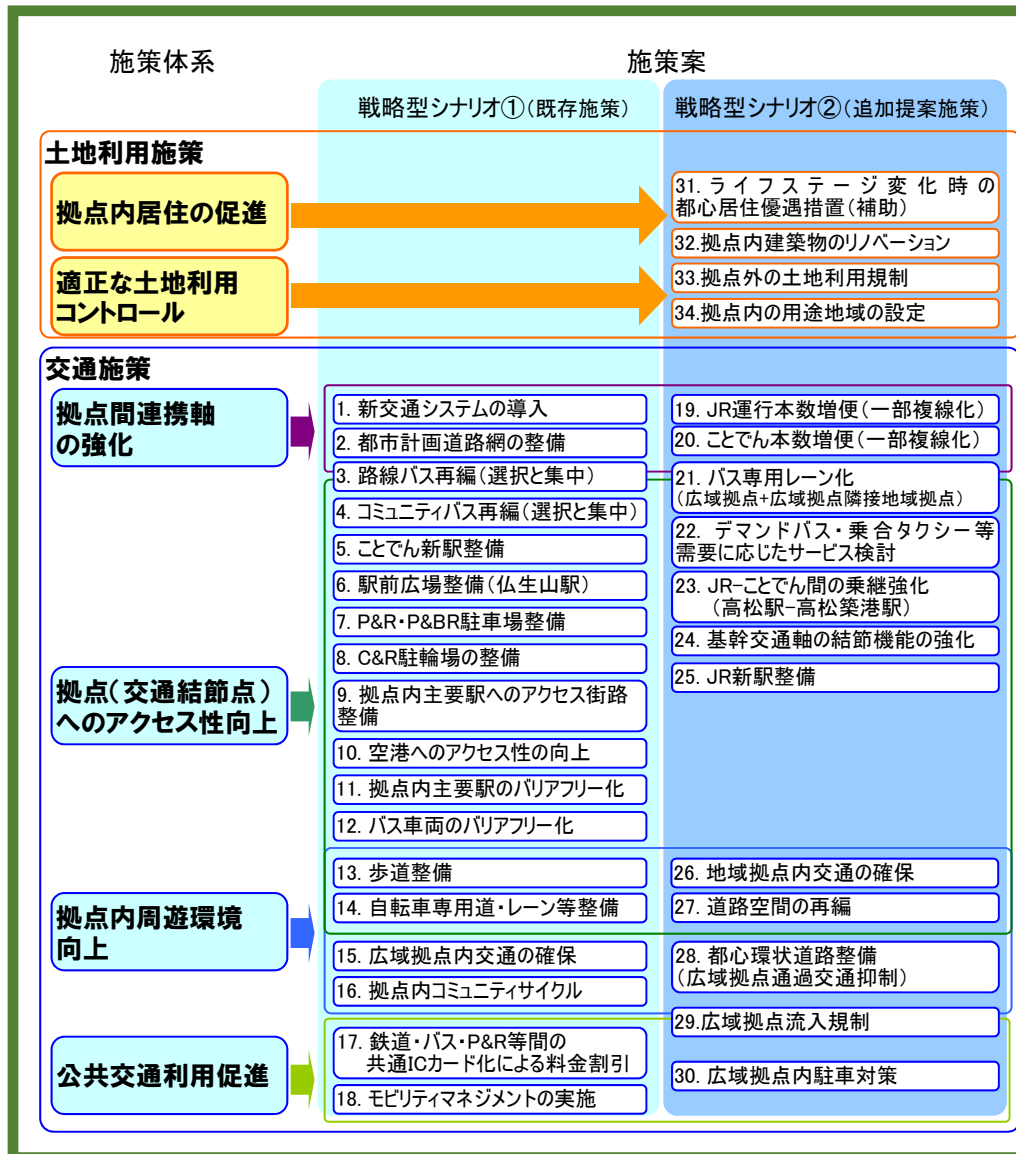 施策体系
施策案
戦略型シナリオ①(既存施策)
戦略型シナリオ②(追加提案施策)
土地利用施策
拠点内居住の促進
31.ライフステージ変化時の
都心居住優遇措置(補助)
32.拠点内建築物のリノベーション
適正な土地利用
コントロール
33.拠点外の土地利用規制
34.拠点内の用途地域の設定
交通施策
拠点間連携軸
の強化
1. 新交通システムの導入
2. 都市計画道路網の整備
3. 路線バス再編(選択と集中)
4. コミュニティバス再編(選択と集中)
5. ことでん新駅整備
6. 駅前広場整備(仏生山駅)
7. P&R・P&BR駐車場整備
8. C&R駐輪場の整備
9. 拠点内主要駅へのアクセス街路
整備
10. 空港へのアクセス性の向上
11. 拠点内主要駅のバリアフリー化
12. バス車両のバリアフリー化
19. JR運行本数増便(一部複線化)
20. ことでん本数増便(一部複線化)
21. バス専用レーン化
(広域拠点+広域拠点隣接地域拠点)
22. デマンドバス・乗合タクシー等
需要に応じたサービス検討
23. JR-ことでん間の乗継強化
(高松駅-高松築港駅)
24. 基幹交通軸の結節機能の強化
25. JR新駅整備
拠点(交通結節点)
へのアクセス性向上
拠点内周遊環境
向上
13. 歩道整備
14. 自転車専用道・レーン等整備
15. 広域拠点内交通の確保
16. 拠点内コミュニティサイクル
26. 地域拠点内交通の確保
27. 道路空間の再編
28. 都心環状道路整備
(広域拠点通過交通抑制)
29.広域拠点流入規制
公共交通利用促進
17. 鉄道・バス・P&R等間の
共通ICカード化による料金割引
18. モビリティマネジメントの実施
30. 広域拠点内駐車対策